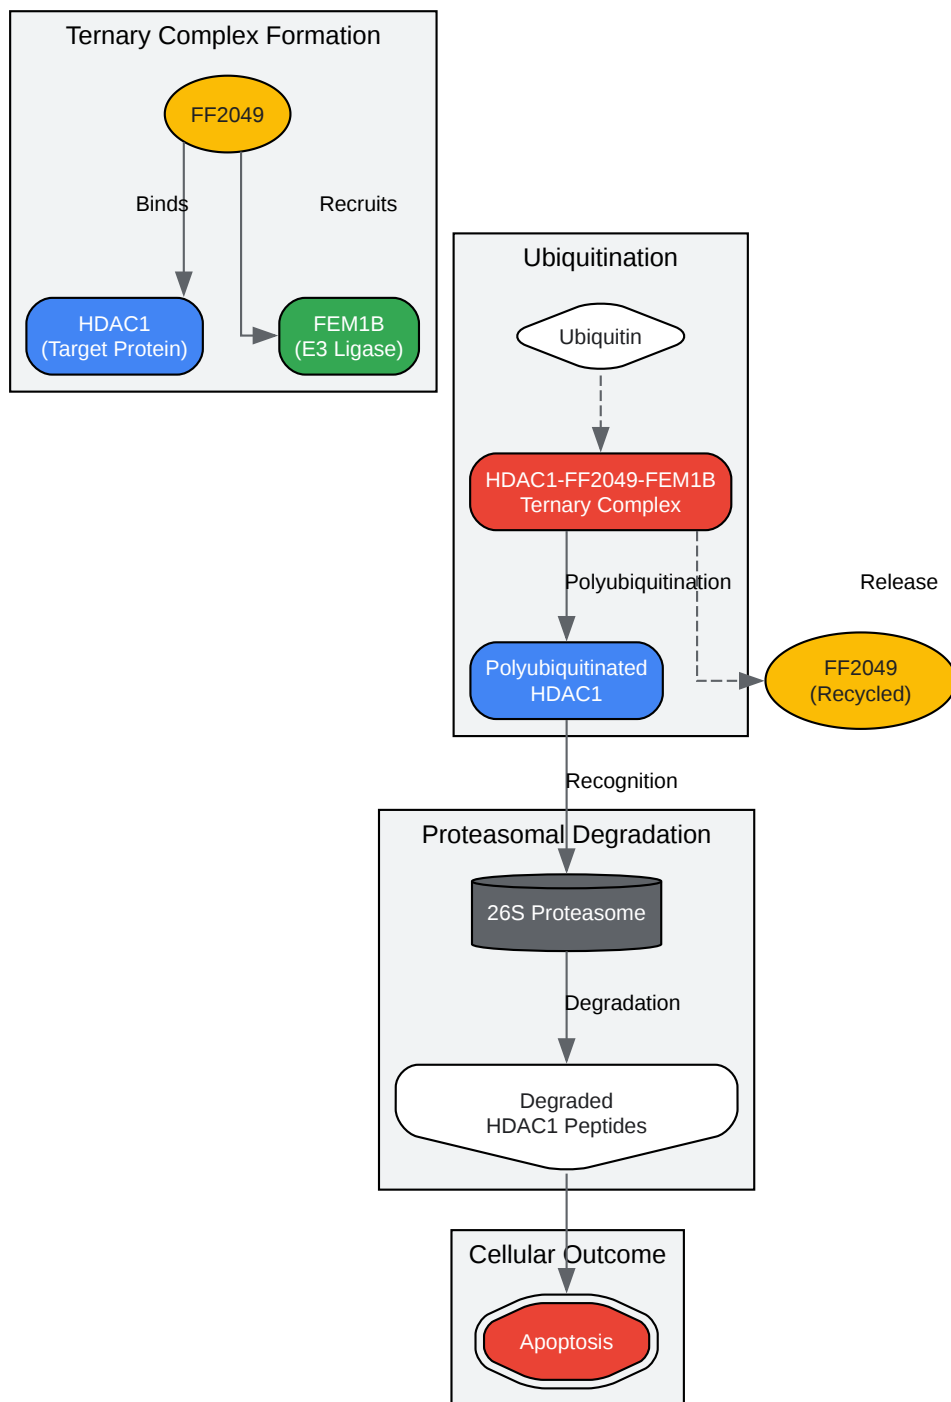 Ternary Complex Formation
FF2049
Binds
Recruits
HDAC1
(Target Protein)
FEM1B
(E3 Ligase)
Ubiquitination
Ubiquitin
HDAC1-FF2049-FEM1B
Ternary Complex
Polyubiquitination
Release
Polyubiquitinated
HDAC1
FF2049
(Recycled)
Recognition
Proteasomal Degradation
26S Proteasome
Degradation
Degraded
HDAC1 Peptides
Cellular Outcome
Apoptosis